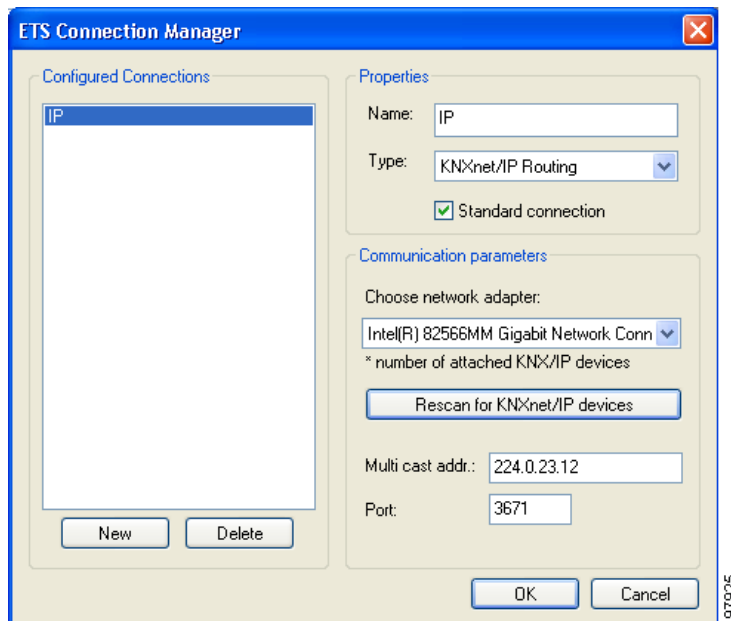 ETS Connection Manager
Configured Connections
IP
New
Delete
Properties
Name:
IP
Type:
KNXnet/IP Routing
Standard connection
Communication parameters
Choose network adapter:
Intel(R) 82566MM Gigabit Network Conn
* number of attached KNX/IP devices
Rescan for KNXnet/IP devices
Multi cast addr.:
224.0.23.12
Port:
3671
OK
Cancel